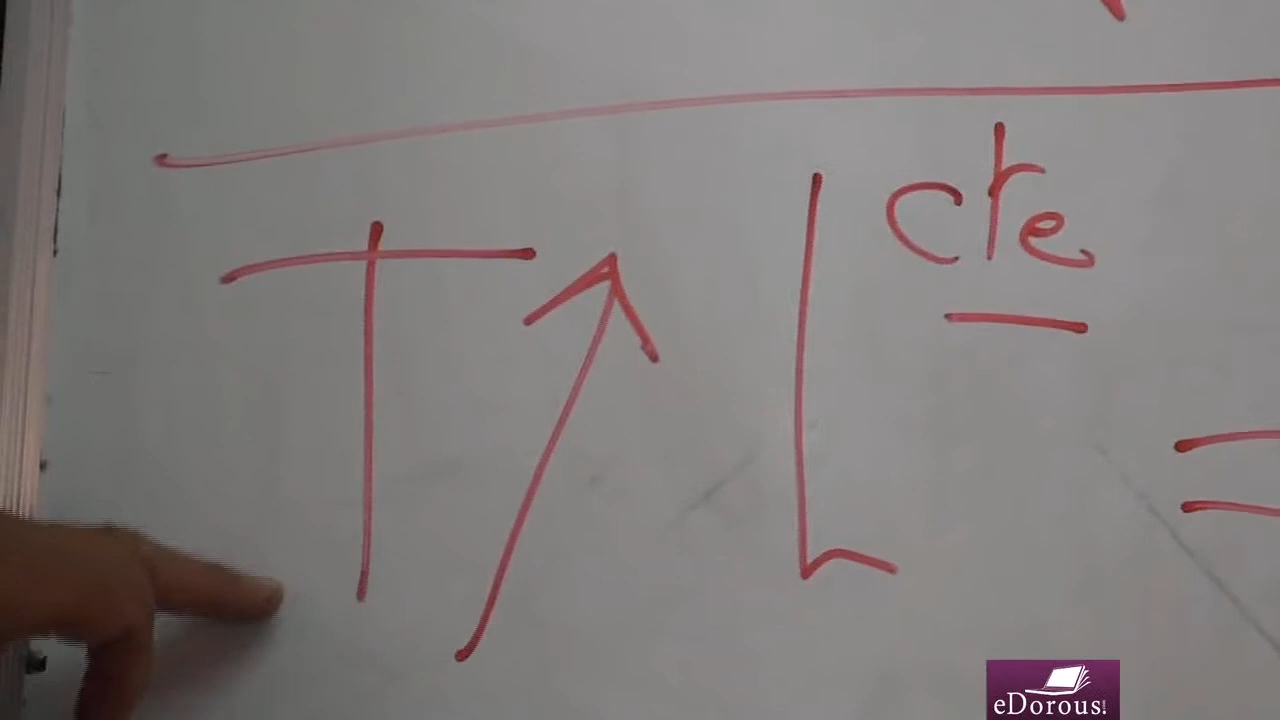 T ↗ L cte =
eDorous!